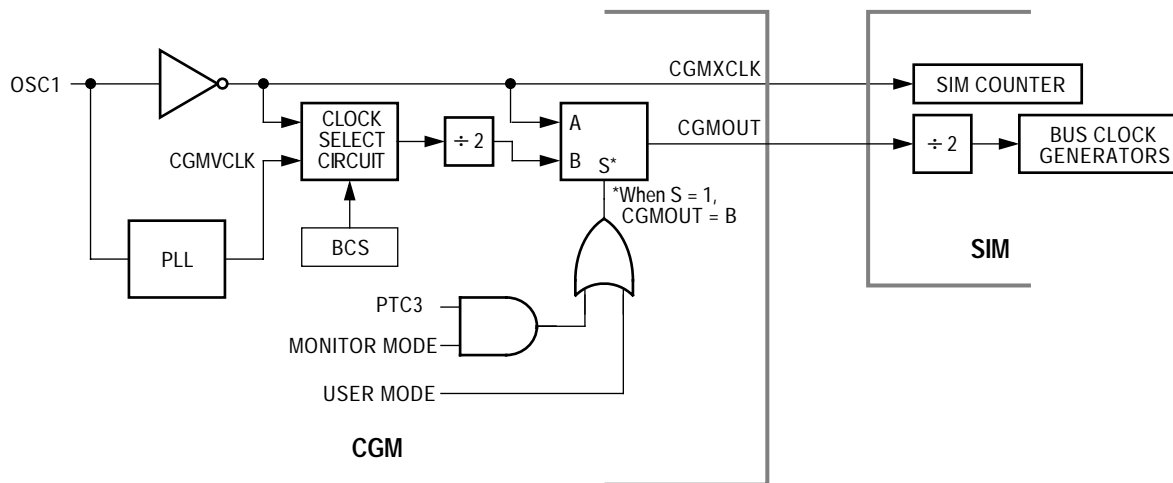 OSC1
CGMXCLK
SIM COUNTER
CLOCK
SELECT
CIRCUIT
÷ 2
A
B
S*
CGMOUT
÷ 2
BUS CLOCK
GENERATORS
CGMVCLK
*When S = 1,
CGMOUT = B
PLL
BCS
SIM
PTC3
MONITOR MODE
USER MODE
CGM